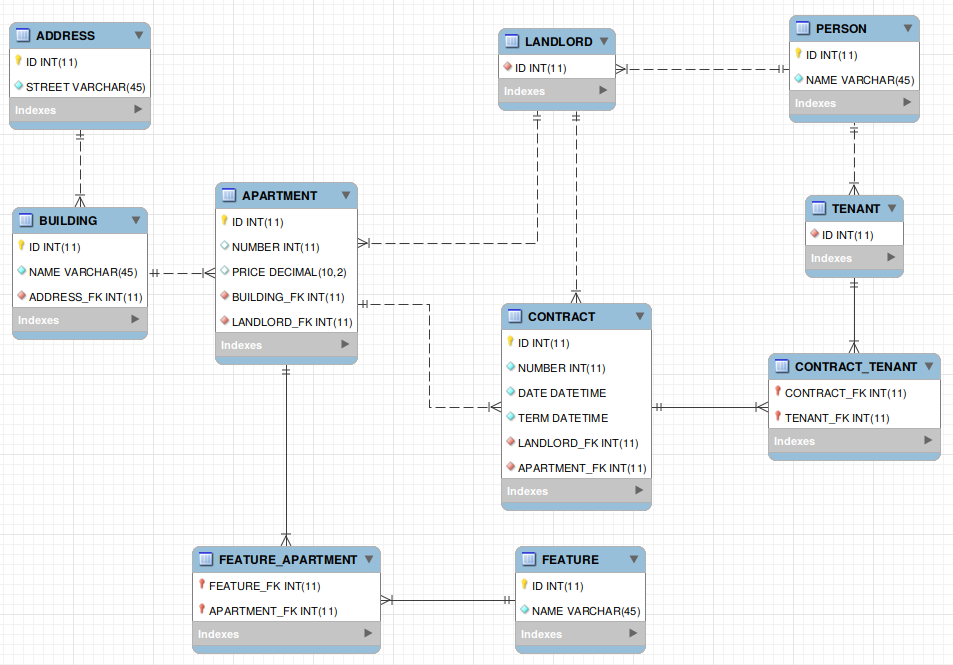 ADDRESS
ID INT(11)
STREET VARCHAR(45)
Indexes
LANDLORD
ID INT(11)
Indexes
PERSON
ID INT(11)
NAME VARCHAR(45)
Indexes
BUILDING
ID INT(11)
NAME VARCHAR(45)
ADDRESS_FK INT(11)
Indexes
APARTMENT
ID INT(11)
NUMBER INT(11)
PRICE DECIMAL(10,2)
BUILDING_FK INT(11)
LANDLORD_FK INT(11)
Indexes
TENANT
ID INT(11)
Indexes
CONTRACT
ID INT(11)
NUMBER INT(11)
DATE DATETIME
TERM DATETIME
LANDLORD_FK INT(11)
APARTMENT_FK INT(11)
Indexes
CONTRACT_TENANT
CONTRACT_FK INT(11)
TENANT_FK INT(11)
Indexes
FEATURE_APARTMENT
FEATURE_FK INT(11)
APARTMENT_FK INT(11)
Indexes
FEATURE
ID INT(11)
NAME VARCHAR(45)
Indexes